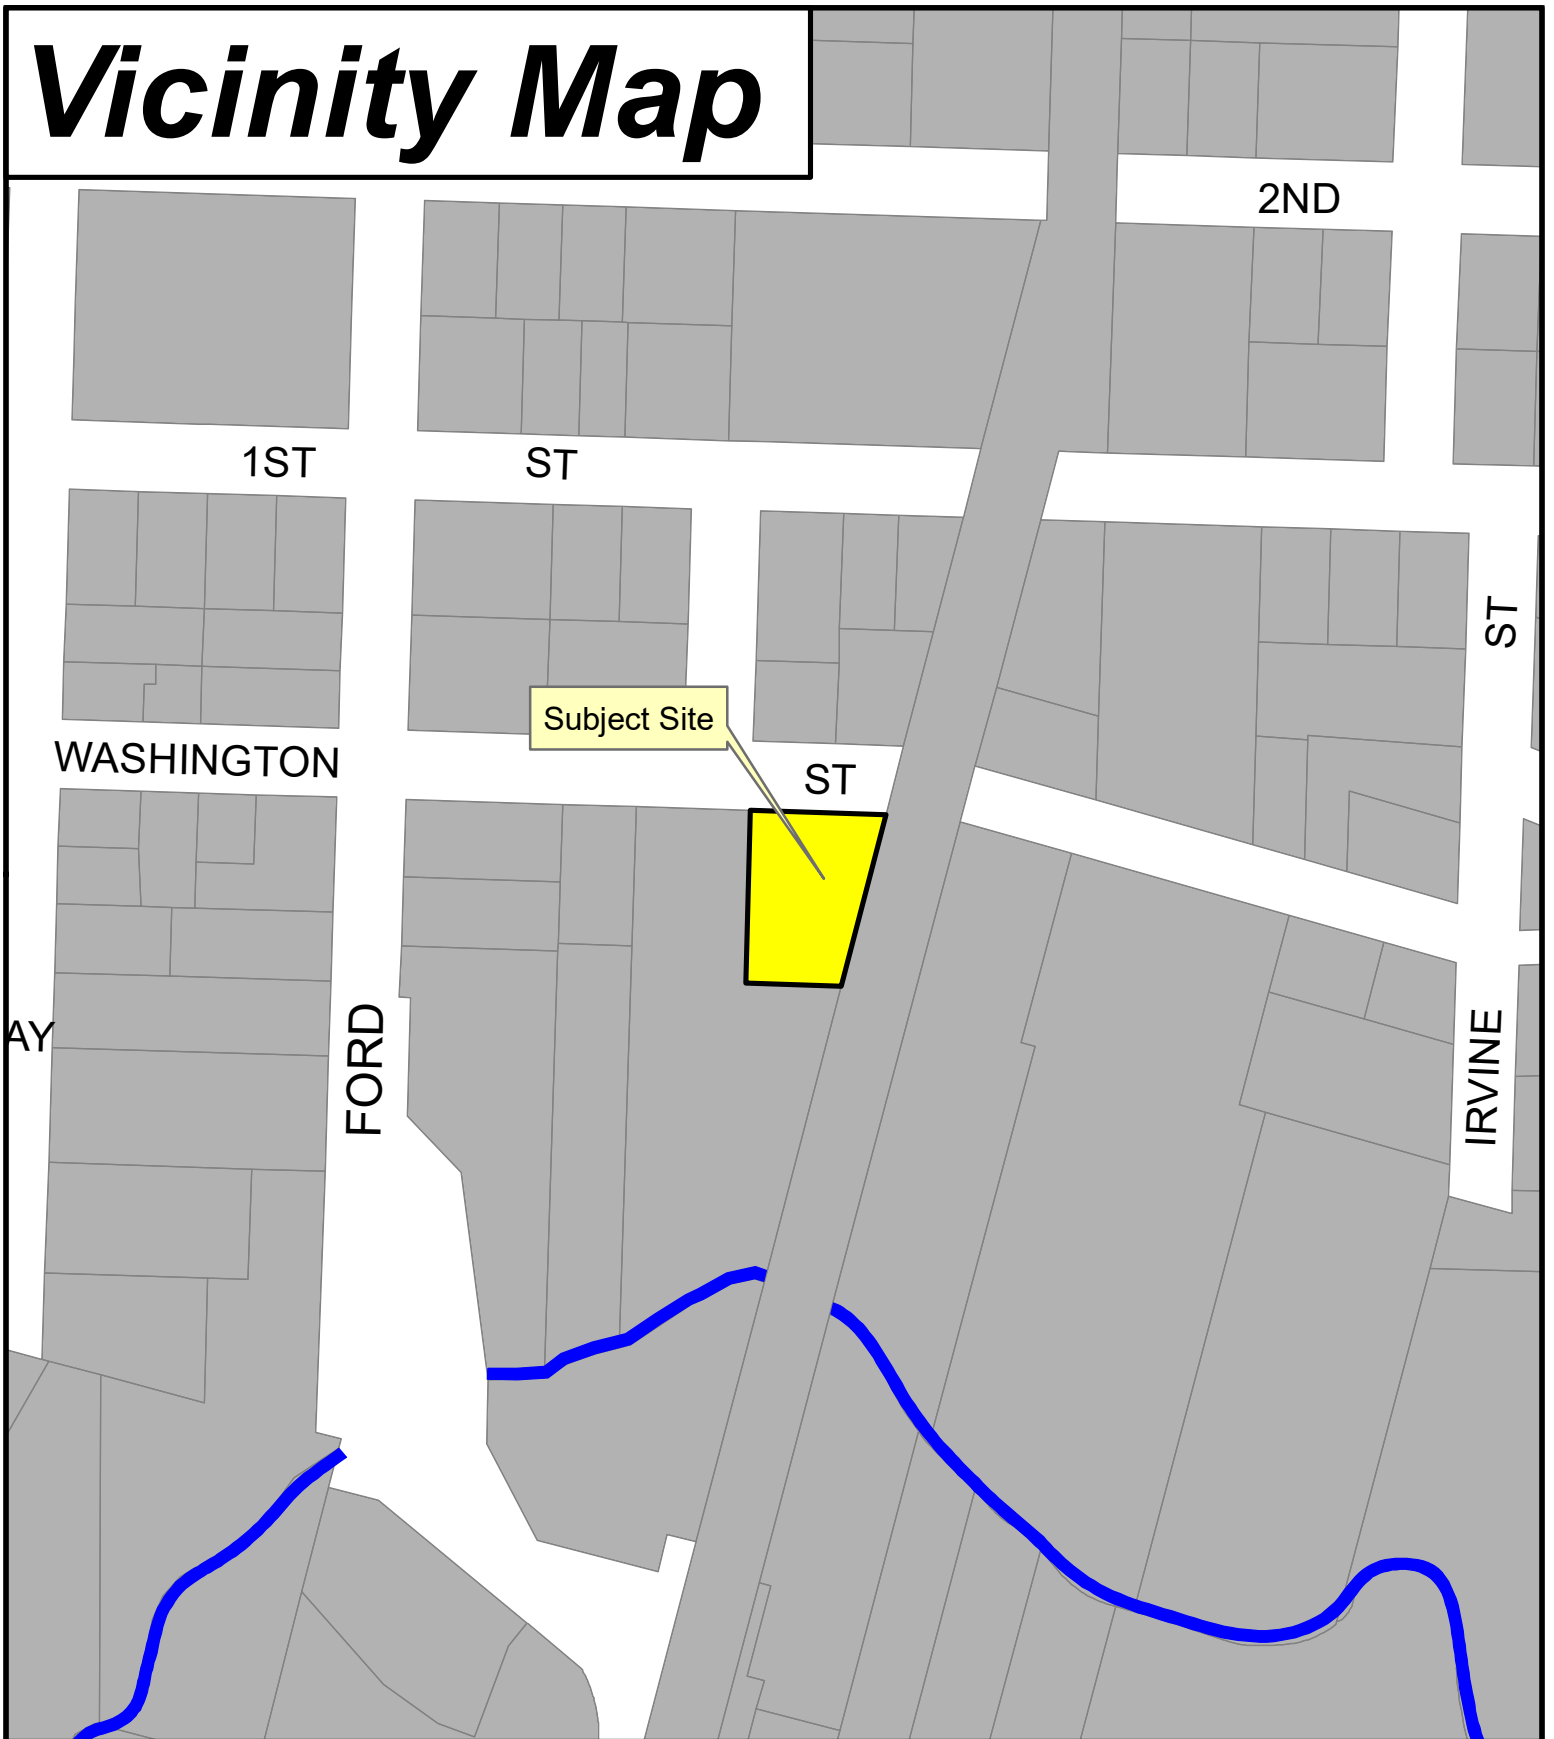 Vicinity Map
2ND
1ST ST
ST
Subject Site
WASHINGTON ST
AY
FORD
IRVINE